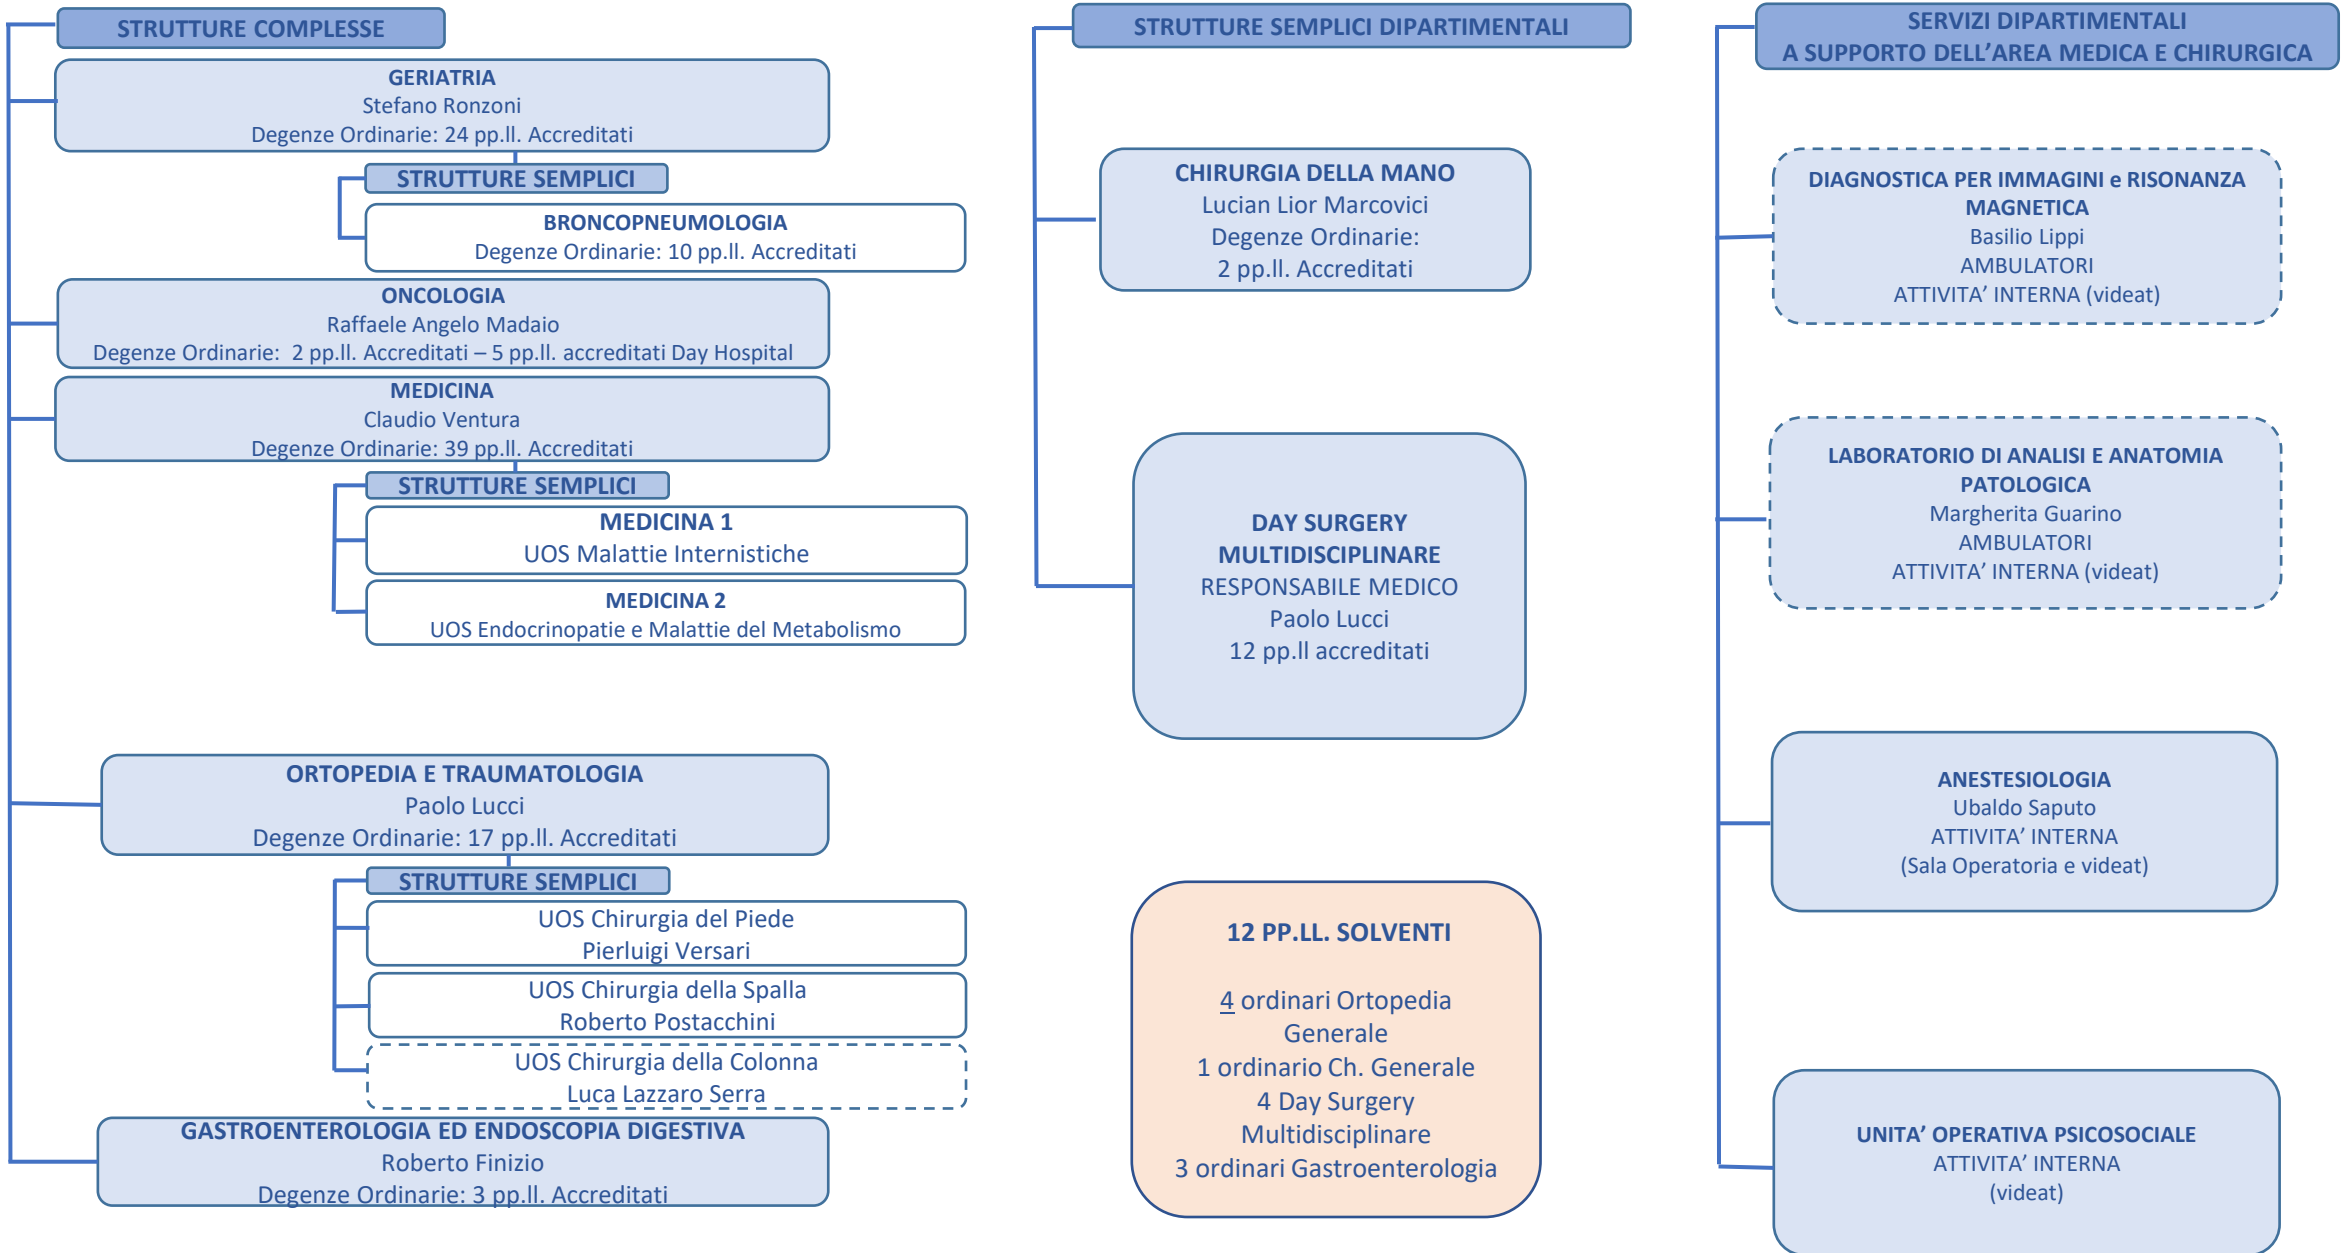 STRUTTURE COMPLESSE
GERIATRIA
Stefano Ronzoni
Degenze Ordinarie: 24 pp.ll. Accreditati
STRUTTURE SEMPLICI
BRONCOPNEUMOLOGIA
Degenze Ordinarie: 10 pp.ll. Accreditati
ONCOLOGIA
Raffaele Angelo Madaio
Degenze Ordinarie: 2 pp.ll. Accreditati – 5 pp.ll. accreditati Day Hospital
MEDICINA
Claudio Ventura
Degenze Ordinarie: 39 pp.ll. Accreditati
STRUTTURE SEMPLICI
MEDICINA 1
UOS Malattie Internistiche
MEDICINA 2
UOS Endocrinopatie e Malattie del Metabolismo
ORTOPEDIA E TRAUMATOLOGIA
Paolo Lucci
Degenze Ordinarie: 17 pp.ll. Accreditati
STRUTTURE SEMPLICI
UOS Chirurgia del Piede
Pierluigi Versari
UOS Chirurgia della Spalla
Roberto Postacchini
UOS Chirurgia della Colonna
Luca Lazzaro Serra
GASTROENTEROLOGIA ED ENDOSCOPIA DIGESTIVA
Roberto Finizio
Degenze Ordinarie: 3 pp.ll. Accreditati
STRUTTURE SEMPLICI DIPARTIMENTALI
CHIRURGIA DELLA MANO
Lucian Lior Marcovici
Degenze Ordinarie:
2 pp.ll. Accreditati
DAY SURGERY
MULTIDISCIPLINARE
RESPONSABILE MEDICO
Paolo Lucci
12 pp.ll accreditati
12 PP.LL. SOLVENTI
4 ordinari Ortopedia
Generale
1 ordinario Ch. Generale
4 Day Surgery
Multidisciplinare
3 ordinari Gastroenterologia
SERVIZI DIPARTIMENTALI
A SUPPORTO DELL’AREA MEDICA E CHIRURGICA
DIAGNOSTICA PER IMMAGINI e RISONANZA
MAGNETICA
Basilio Lippi
AMBULATORI
ATTIVITA’ INTERNA (videat)
LABORATORIO DI ANALISI E ANATOMIA
PATOLOGICA
Margherita Guarino
AMBULATORI
ATTIVITA’ INTERNA (videat)
ANESTESIOLOGIA
Ubaldo Saputo
ATTIVITA’ INTERNA
(Sala Operatoria e videat)
UNITA’ OPERATIVA PSICOSOCIALE
ATTIVITA’ INTERNA
(videat)